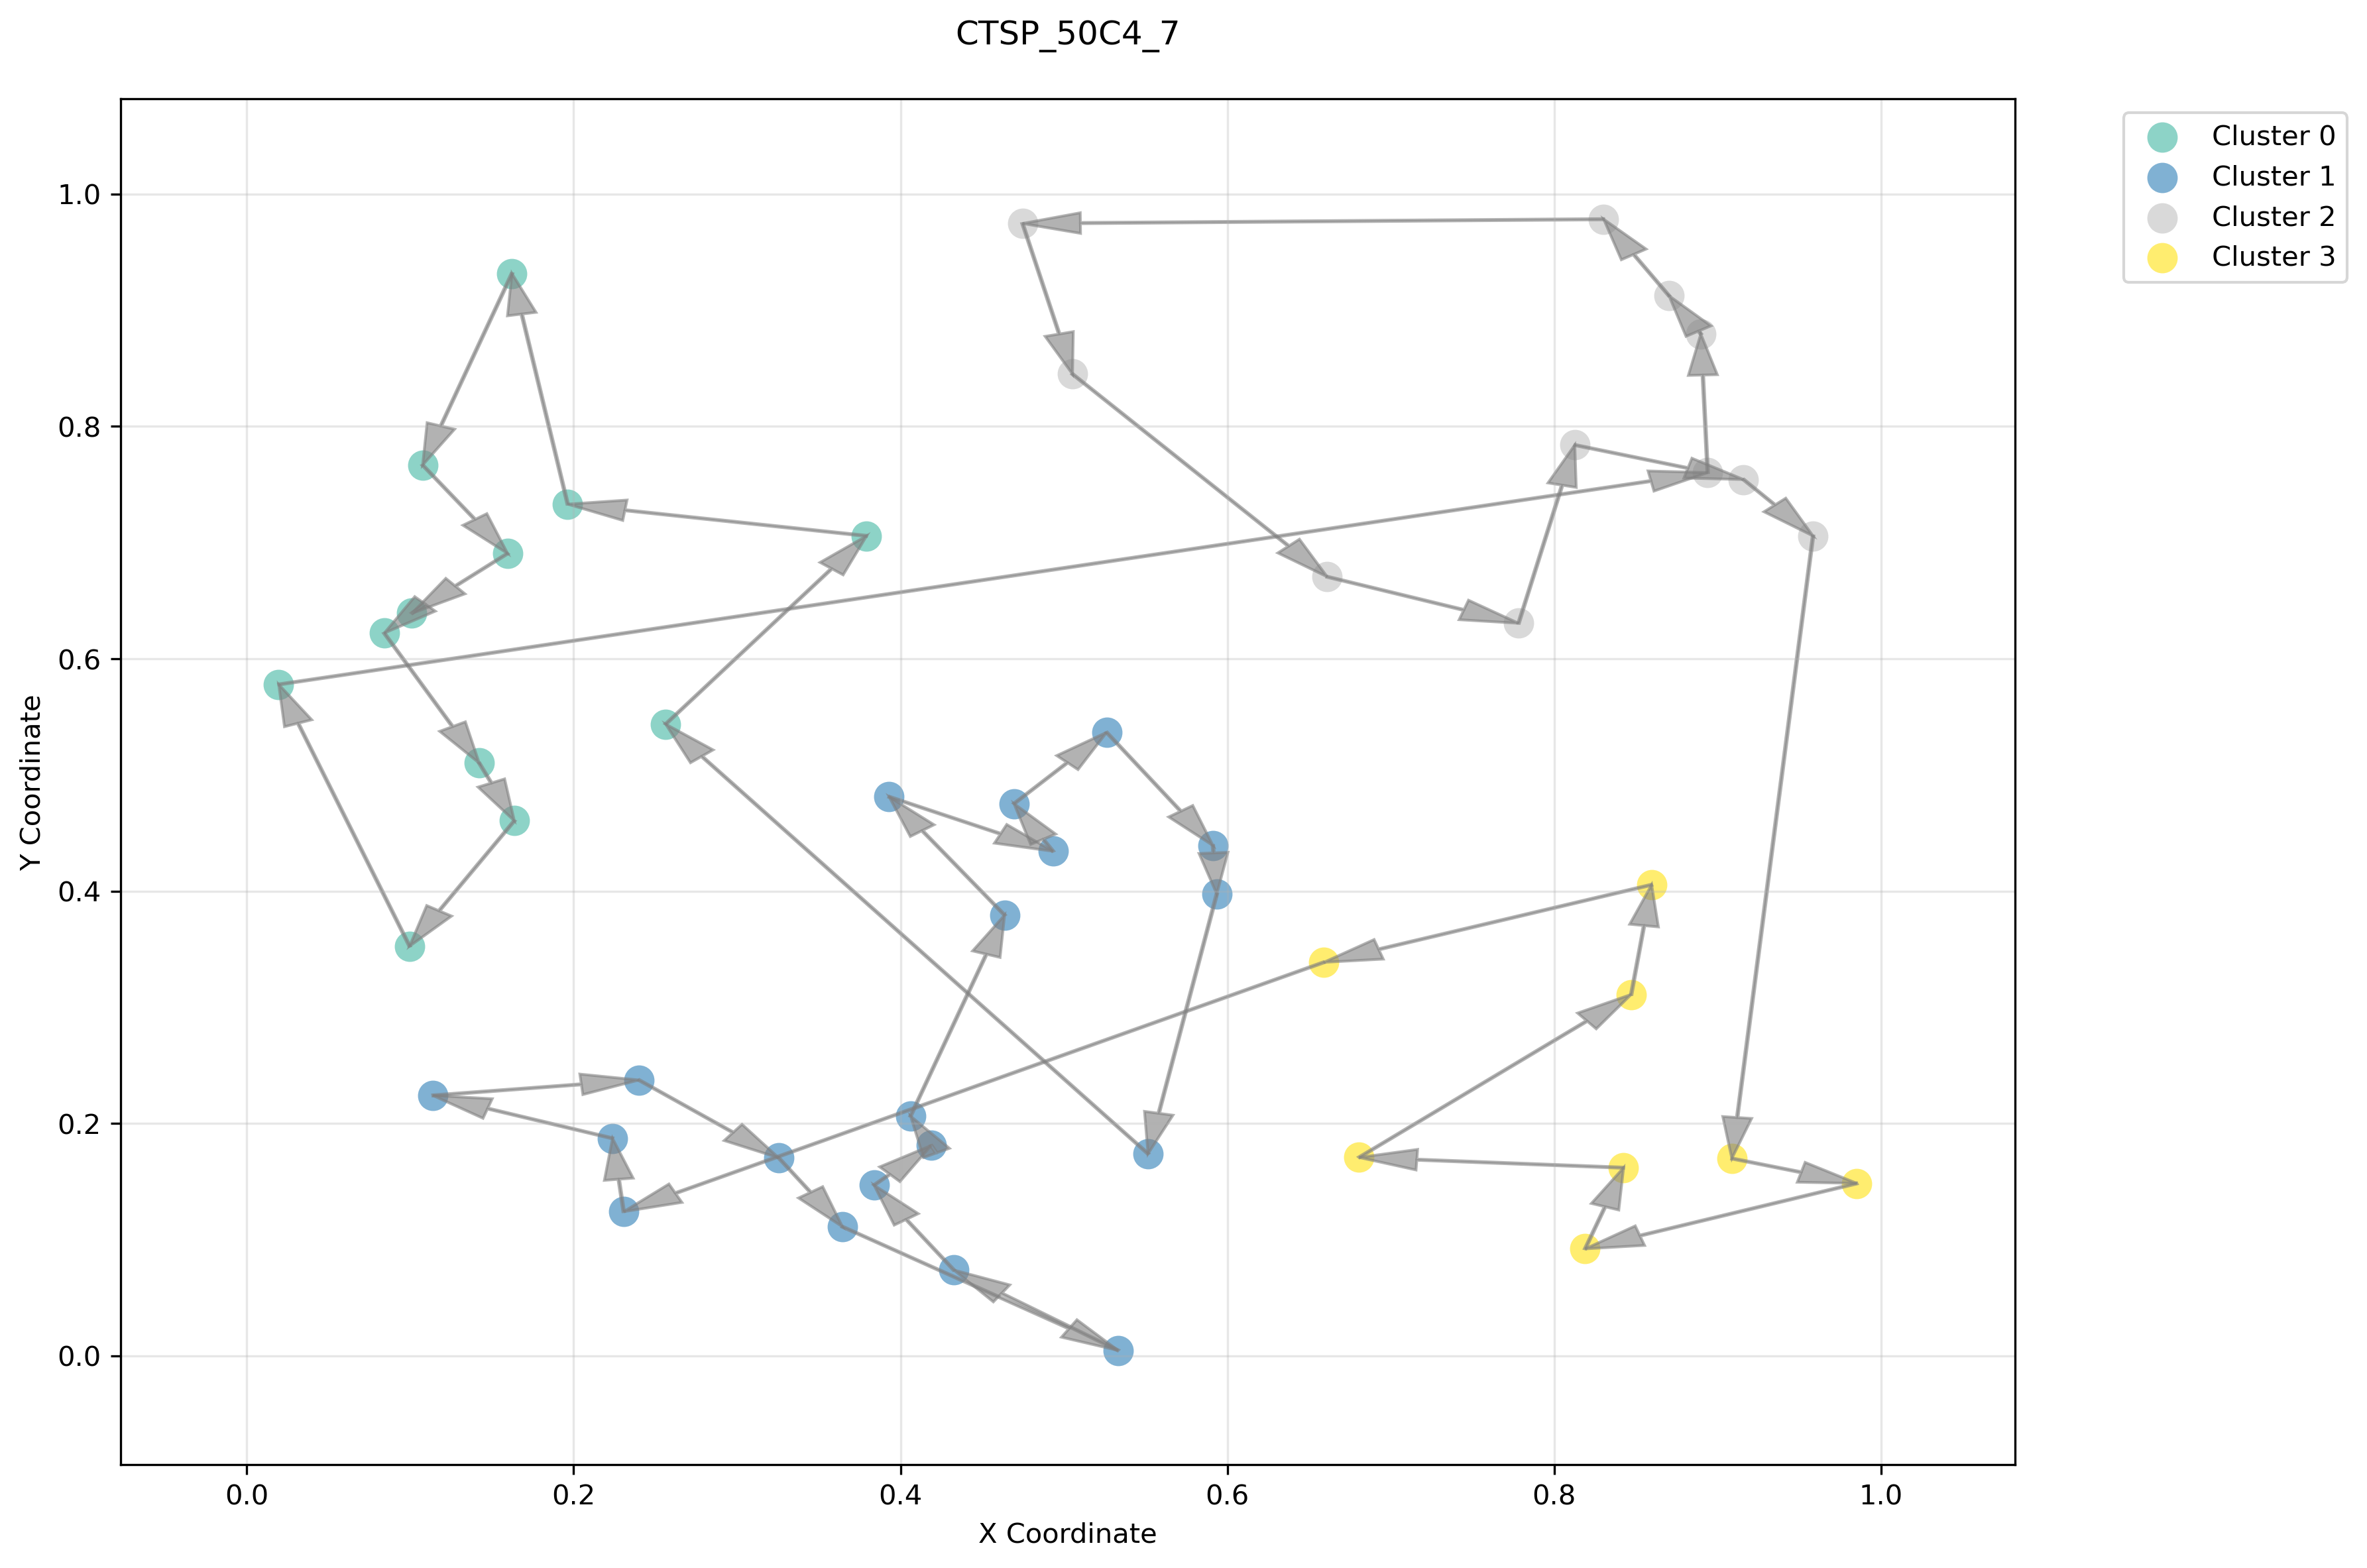 CTSP_50C4_7
Cluster 0
Cluster 1
Cluster 2
Cluster 3
1.0
0.8
0.6
0.4
0.2
0.0
Y Coordinate
0.0 0.2 0.4 0.6 0.8 1.0
X Coordinate